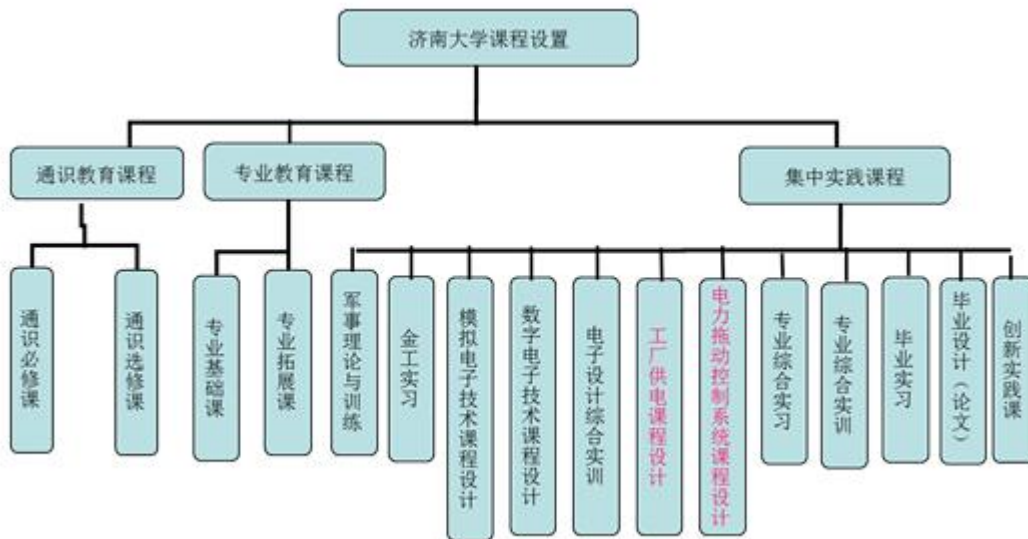 济南大学课程设置
通识教育课程
专业教育课程
集中实践课程
通识必修课
通识选修课
专业基础课
专业拓展课
军事理论与训练
金工实习
模拟电子技术课程设计
数字电子技术课程设计
电子设计综合实训
工厂供电课程设计
电力拖动控制系统课程设计
专业综合实习
专业综合实训
毕业实习
毕业设计（论文）
创新实践课